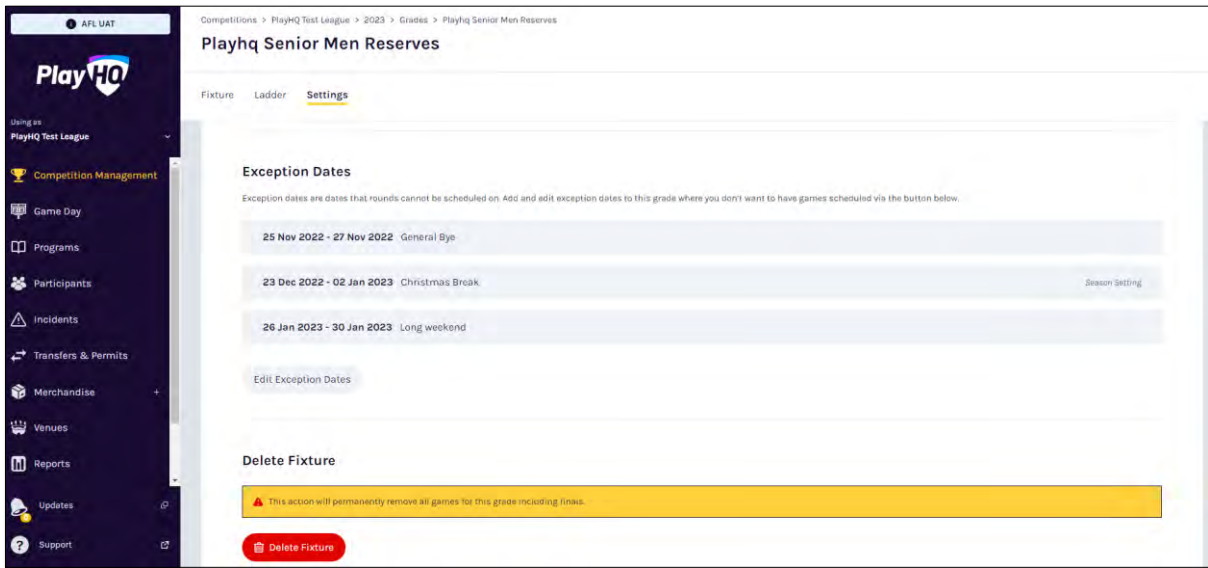 AFL UAT
PlayHQ
Using as
PlayHQ Test League
Competition Management
Game Day
Programs
Participants
Incidents
Transfers & Permits
Merchandise +
Venues
Reports
Updates
Support
Competitions > PlayHQ Test League > 2023 > Grades > Playhq Senior Men Reserves
Playhq Senior Men Reserves
Fixture Ladder Settings
Exception Dates
Exception dates are dates that rounds cannot be scheduled on. Add and edit exception dates to this grade where you don't want to have games scheduled via the button below.
25 Nov 2022 - 27 Nov 2022 General Bye
23 Dec 2022 - 02 Jan 2023 Christmas Break Season Setting
26 Jan 2023 - 30 Jan 2023 Long weekend
Edit Exception Dates
Delete Fixture
This action will permanently remove all games for this grade including finals.
Delete Fixture